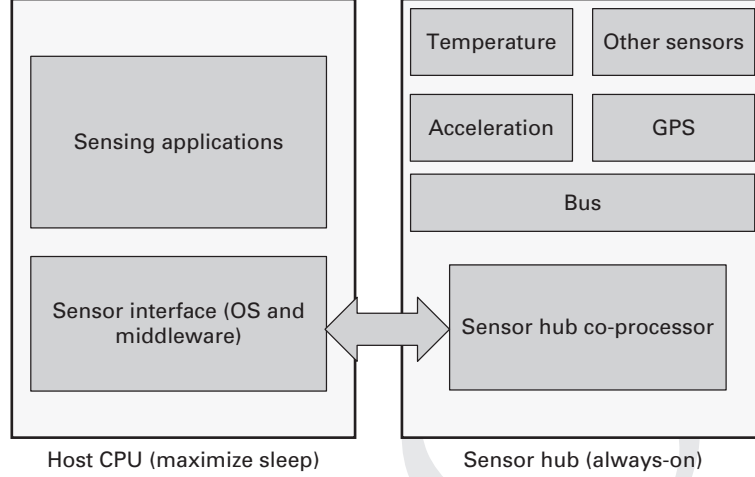 Sensing applications
Sensor interface (OS and
middleware)
Host CPU (maximize sleep)
Temperature
Other sensors
Acceleration
GPS
Bus
Sensor hub co-processor
Sensor hub (always-on)